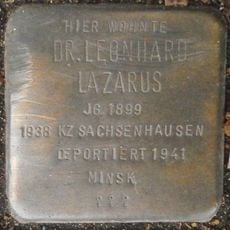 HIER WOHNTE
DR. LEONHARD
LAZARUS
JG. 1899
1938 KZ SACHSENHAUSEN
DEPORTIERT 1941
MINSK
???